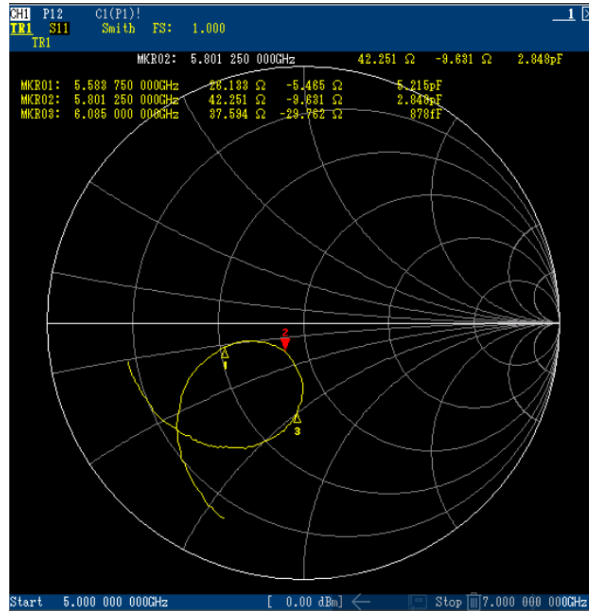 CH1 P12 C1(P1)! 1
TR1 S11 Smith FS: 1.000
TR1
MKR02: 5.801 250 000GHz 42.251 Ω -9.631 Ω 2.848pF
MKR01: 5.583 750 000GHz 26.133 Ω -5.465 Ω 5.215pF
MKR02: 5.801 250 000GHz 42.251 Ω -9.631 Ω 2.848pF
MKR03: 6.085 000 000GHz 37.594 Ω -29.762 Ω 878fF
2
1
3
Start 5.000 000 000GHz [ 0.00 dBm] Stop 7.000 000 000GHz